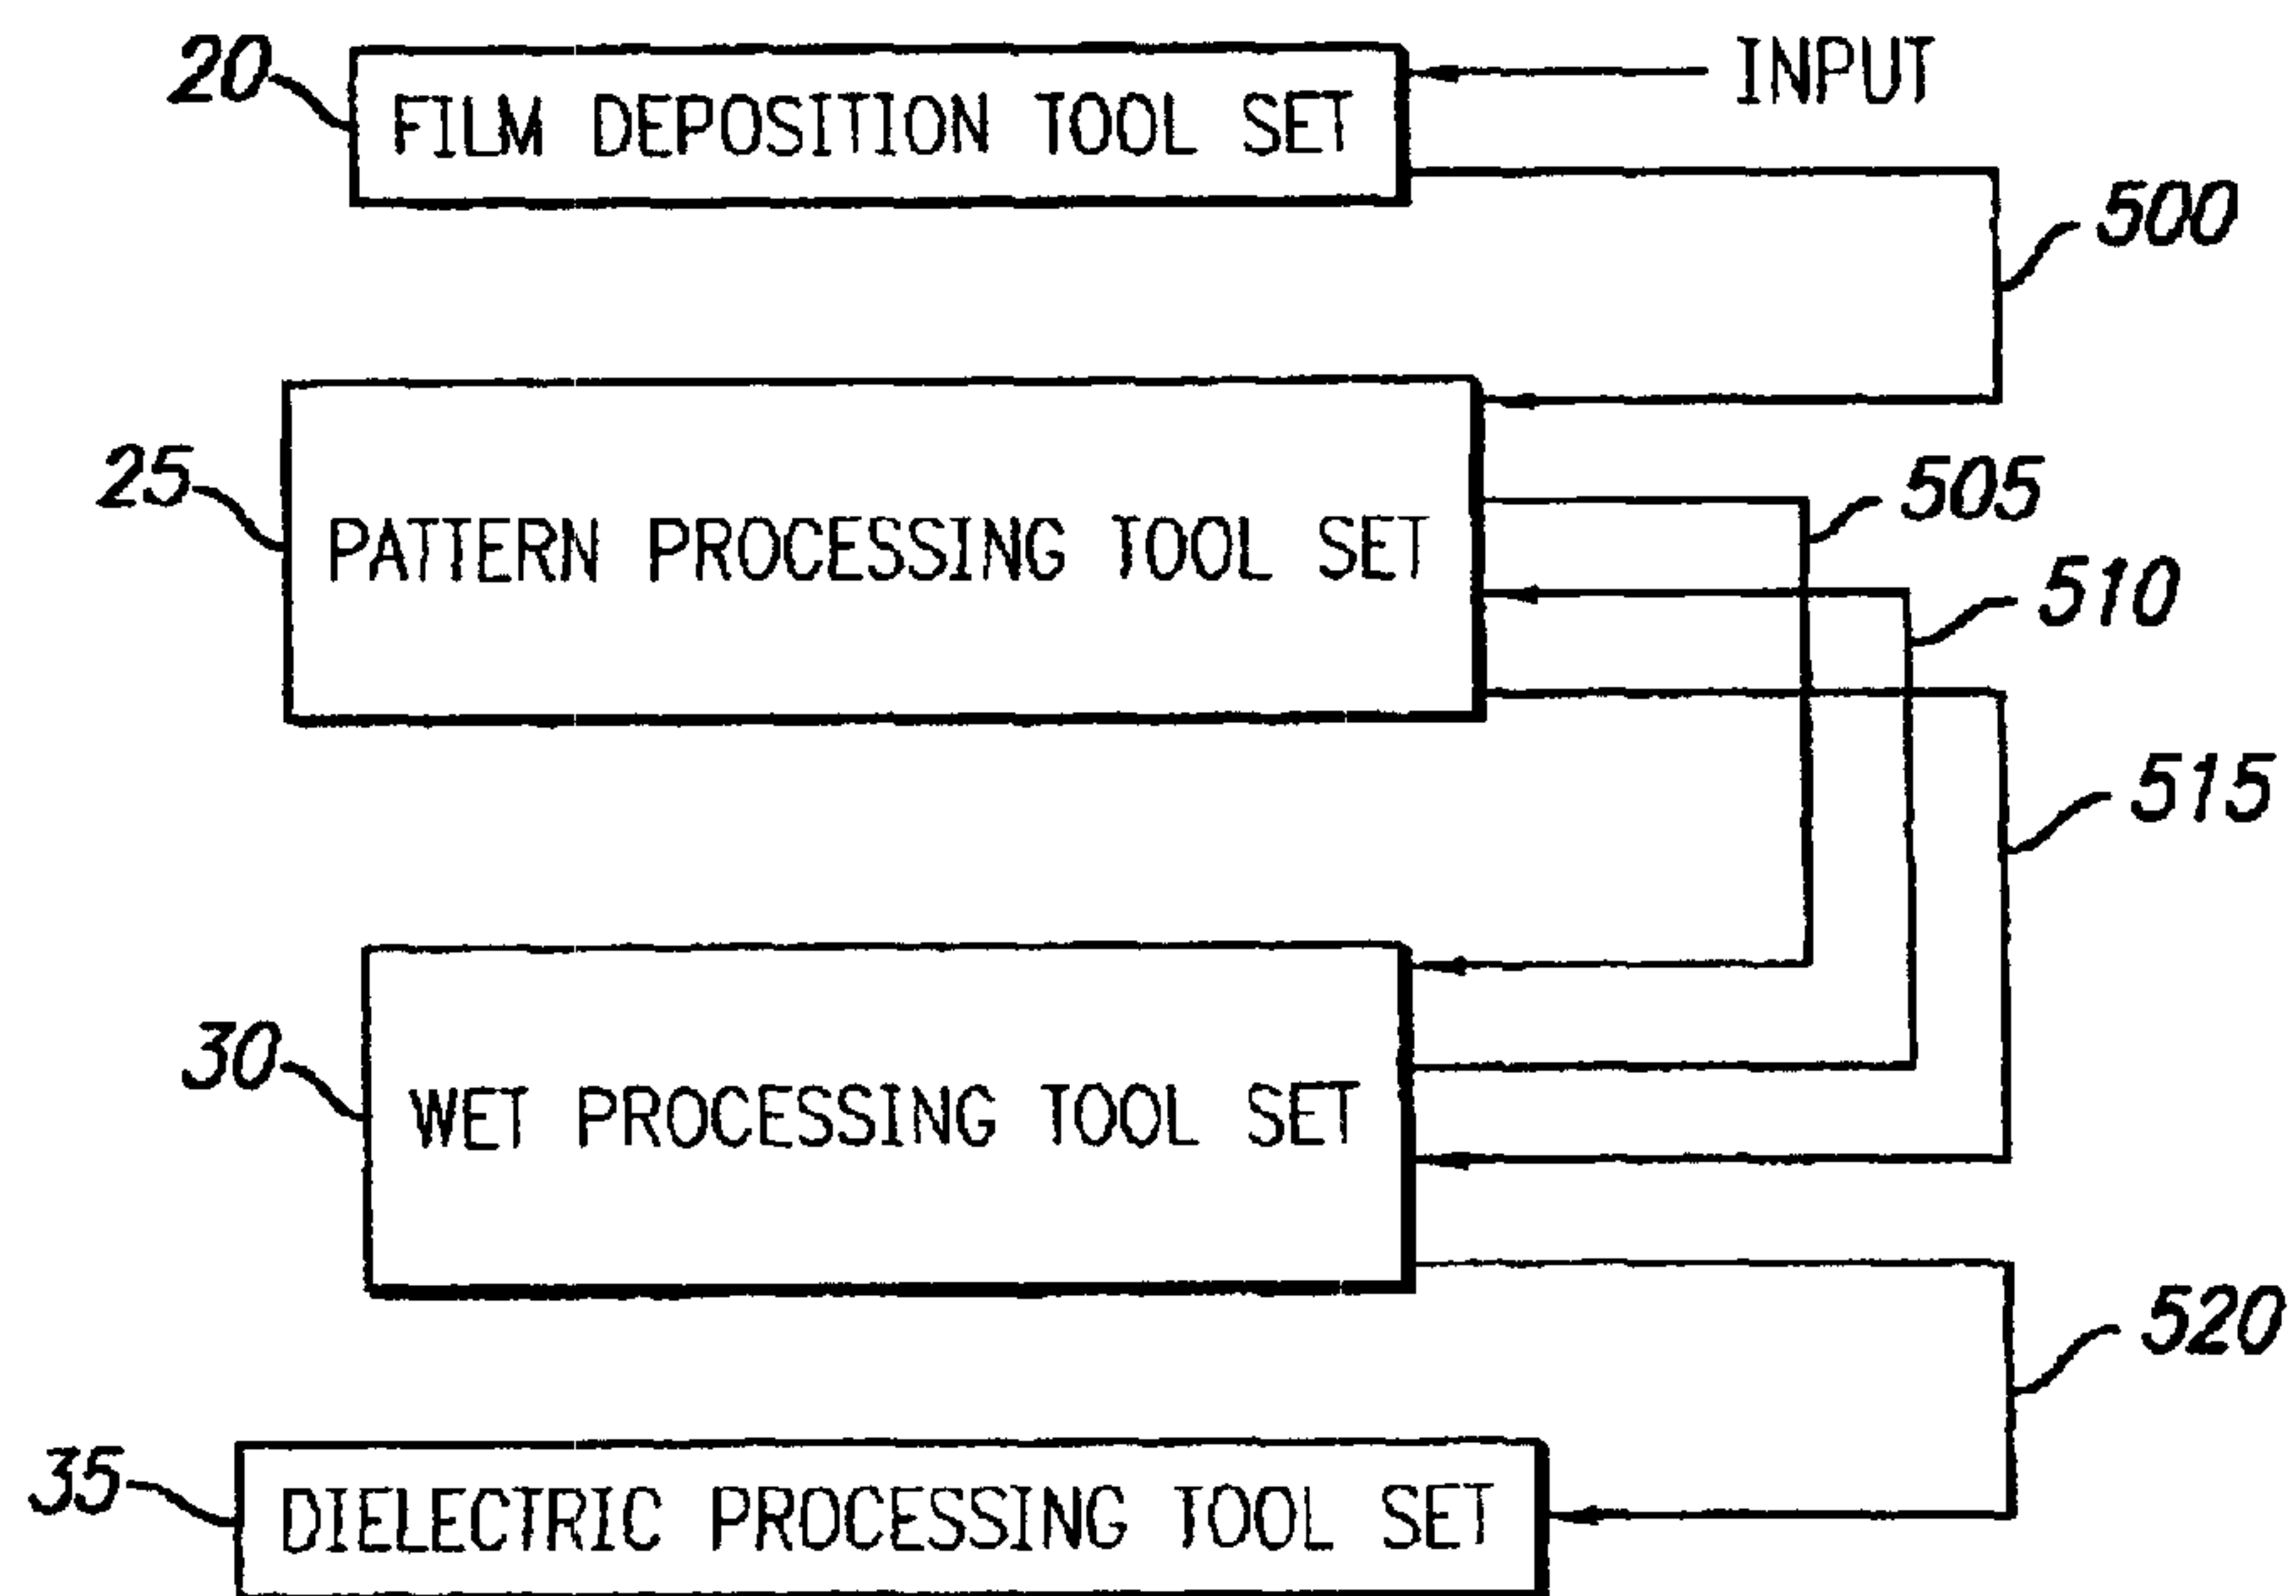 20
FILM DEPOSITION TOOL SET
INPUT
500
25
PATTERN PROCESSING TOOL SET
505
510
515
30
WET PROCESSING TOOL SET
520
35
DIELECTRIC PROCESSING TOOL SET